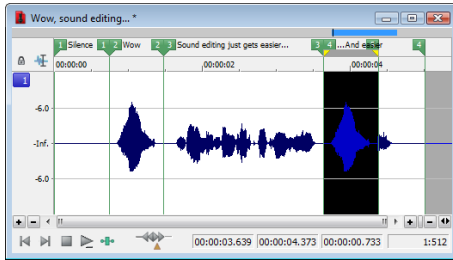 Wow, sound editing... *
1 Silence 1 2 Wow 2 3 Sound editing just gets easier... 3 4 ...And easier 4
00:00:00 ,00:00:02 ,00:00:04
1
-6.0
-Inf.
-6.0
00:00:03.639 00:00:04.373 00:00:00.733 1:512